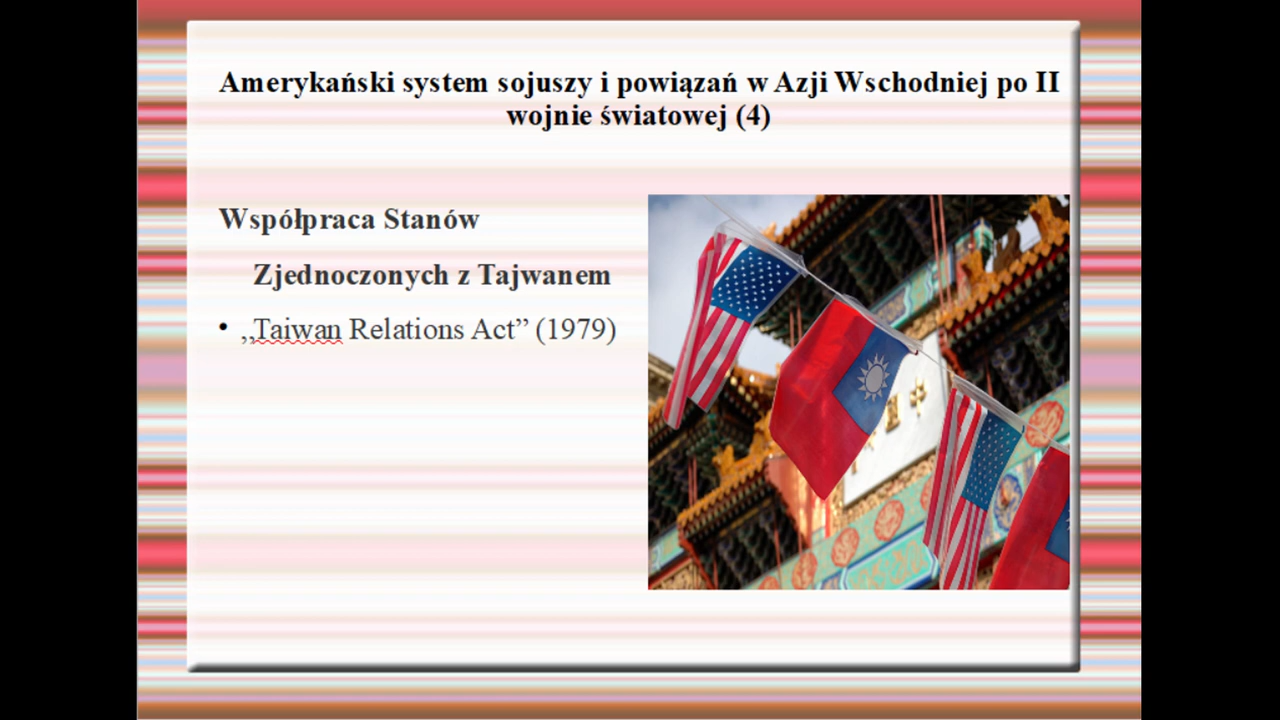 Amerykański system sojuszy i powiązań w Azji Wschodniej po II
wojnie światowej (4)
Współpraca Stanów
Zjednoczonych z Tajwanem
• „Taiwan Relations Act” (1979)